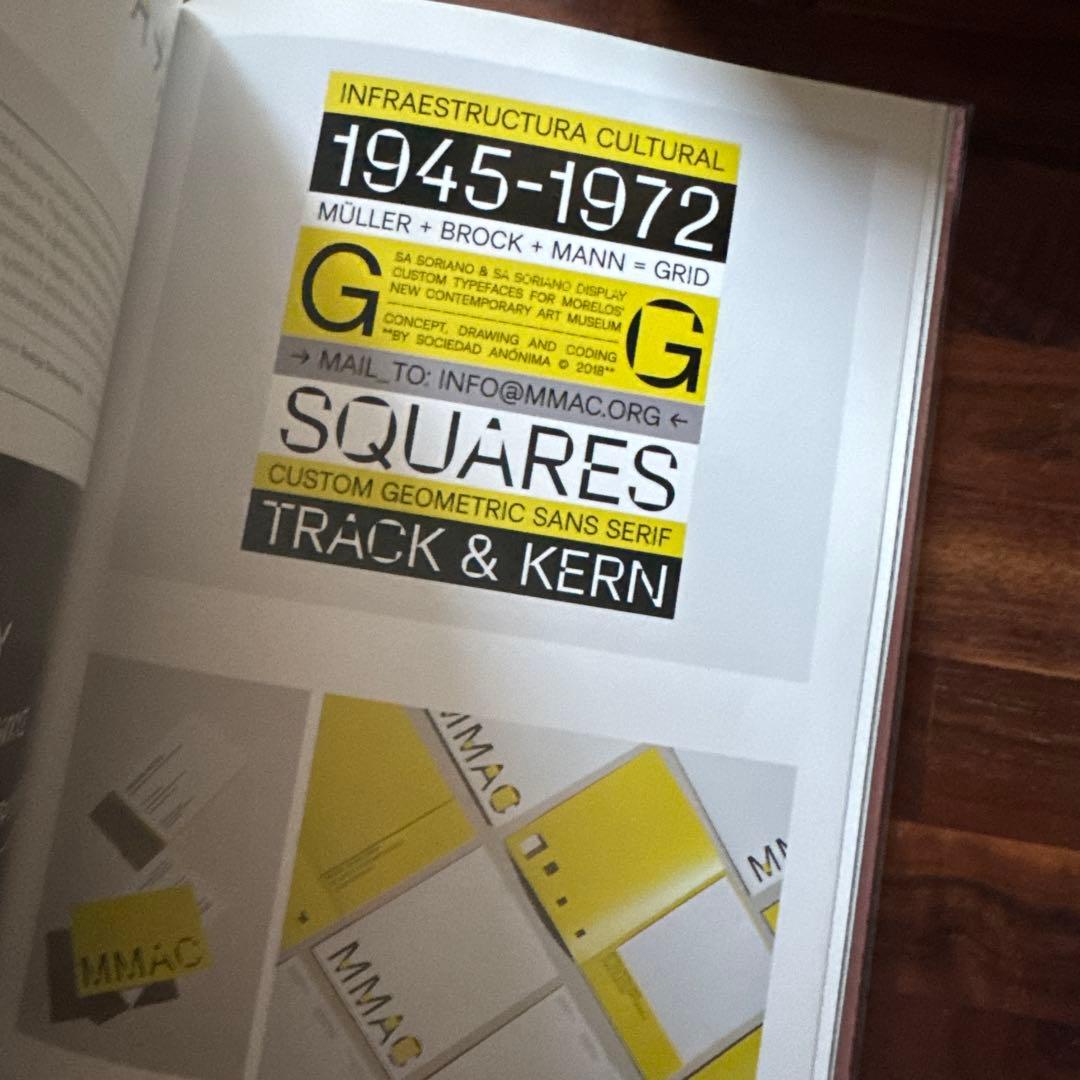 INFRAESTRUCTURA CULTURAL
1945-1972
MÜLLER + BROCK + MANN = GRID
G
SA SORIANO & SA SORIANO DISPLAY
CUSTOM TYPEFACES FOR MORELOS'
NEW CONTEMPORARY ART MUSEUM
CONCEPT, DRAWING AND CODING
**BY SOCIEDAD ANÓNIMA © 2018**
G
→ MAIL_TO: INFO@MMAC.ORG ←
SQUARES
CUSTOM GEOMETRIC SANS SERIF
TRACK & KERN
MMAC
MMAC
MMAC